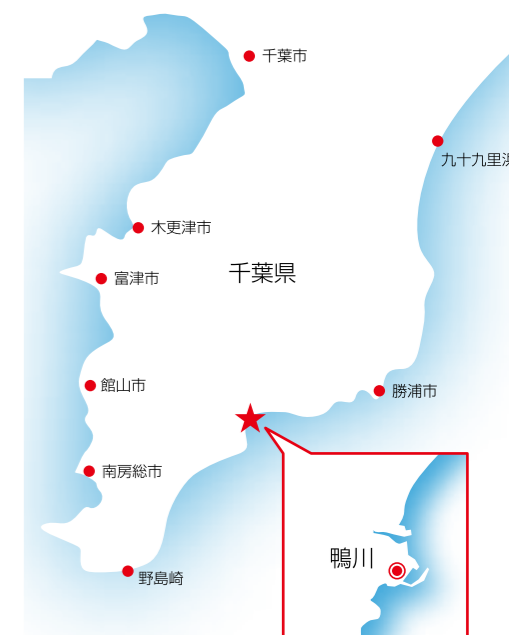 千葉市
九十九里浜
木更津市
千葉県
富津市
館山市
勝浦市
南房総市
鴨川
野島崎